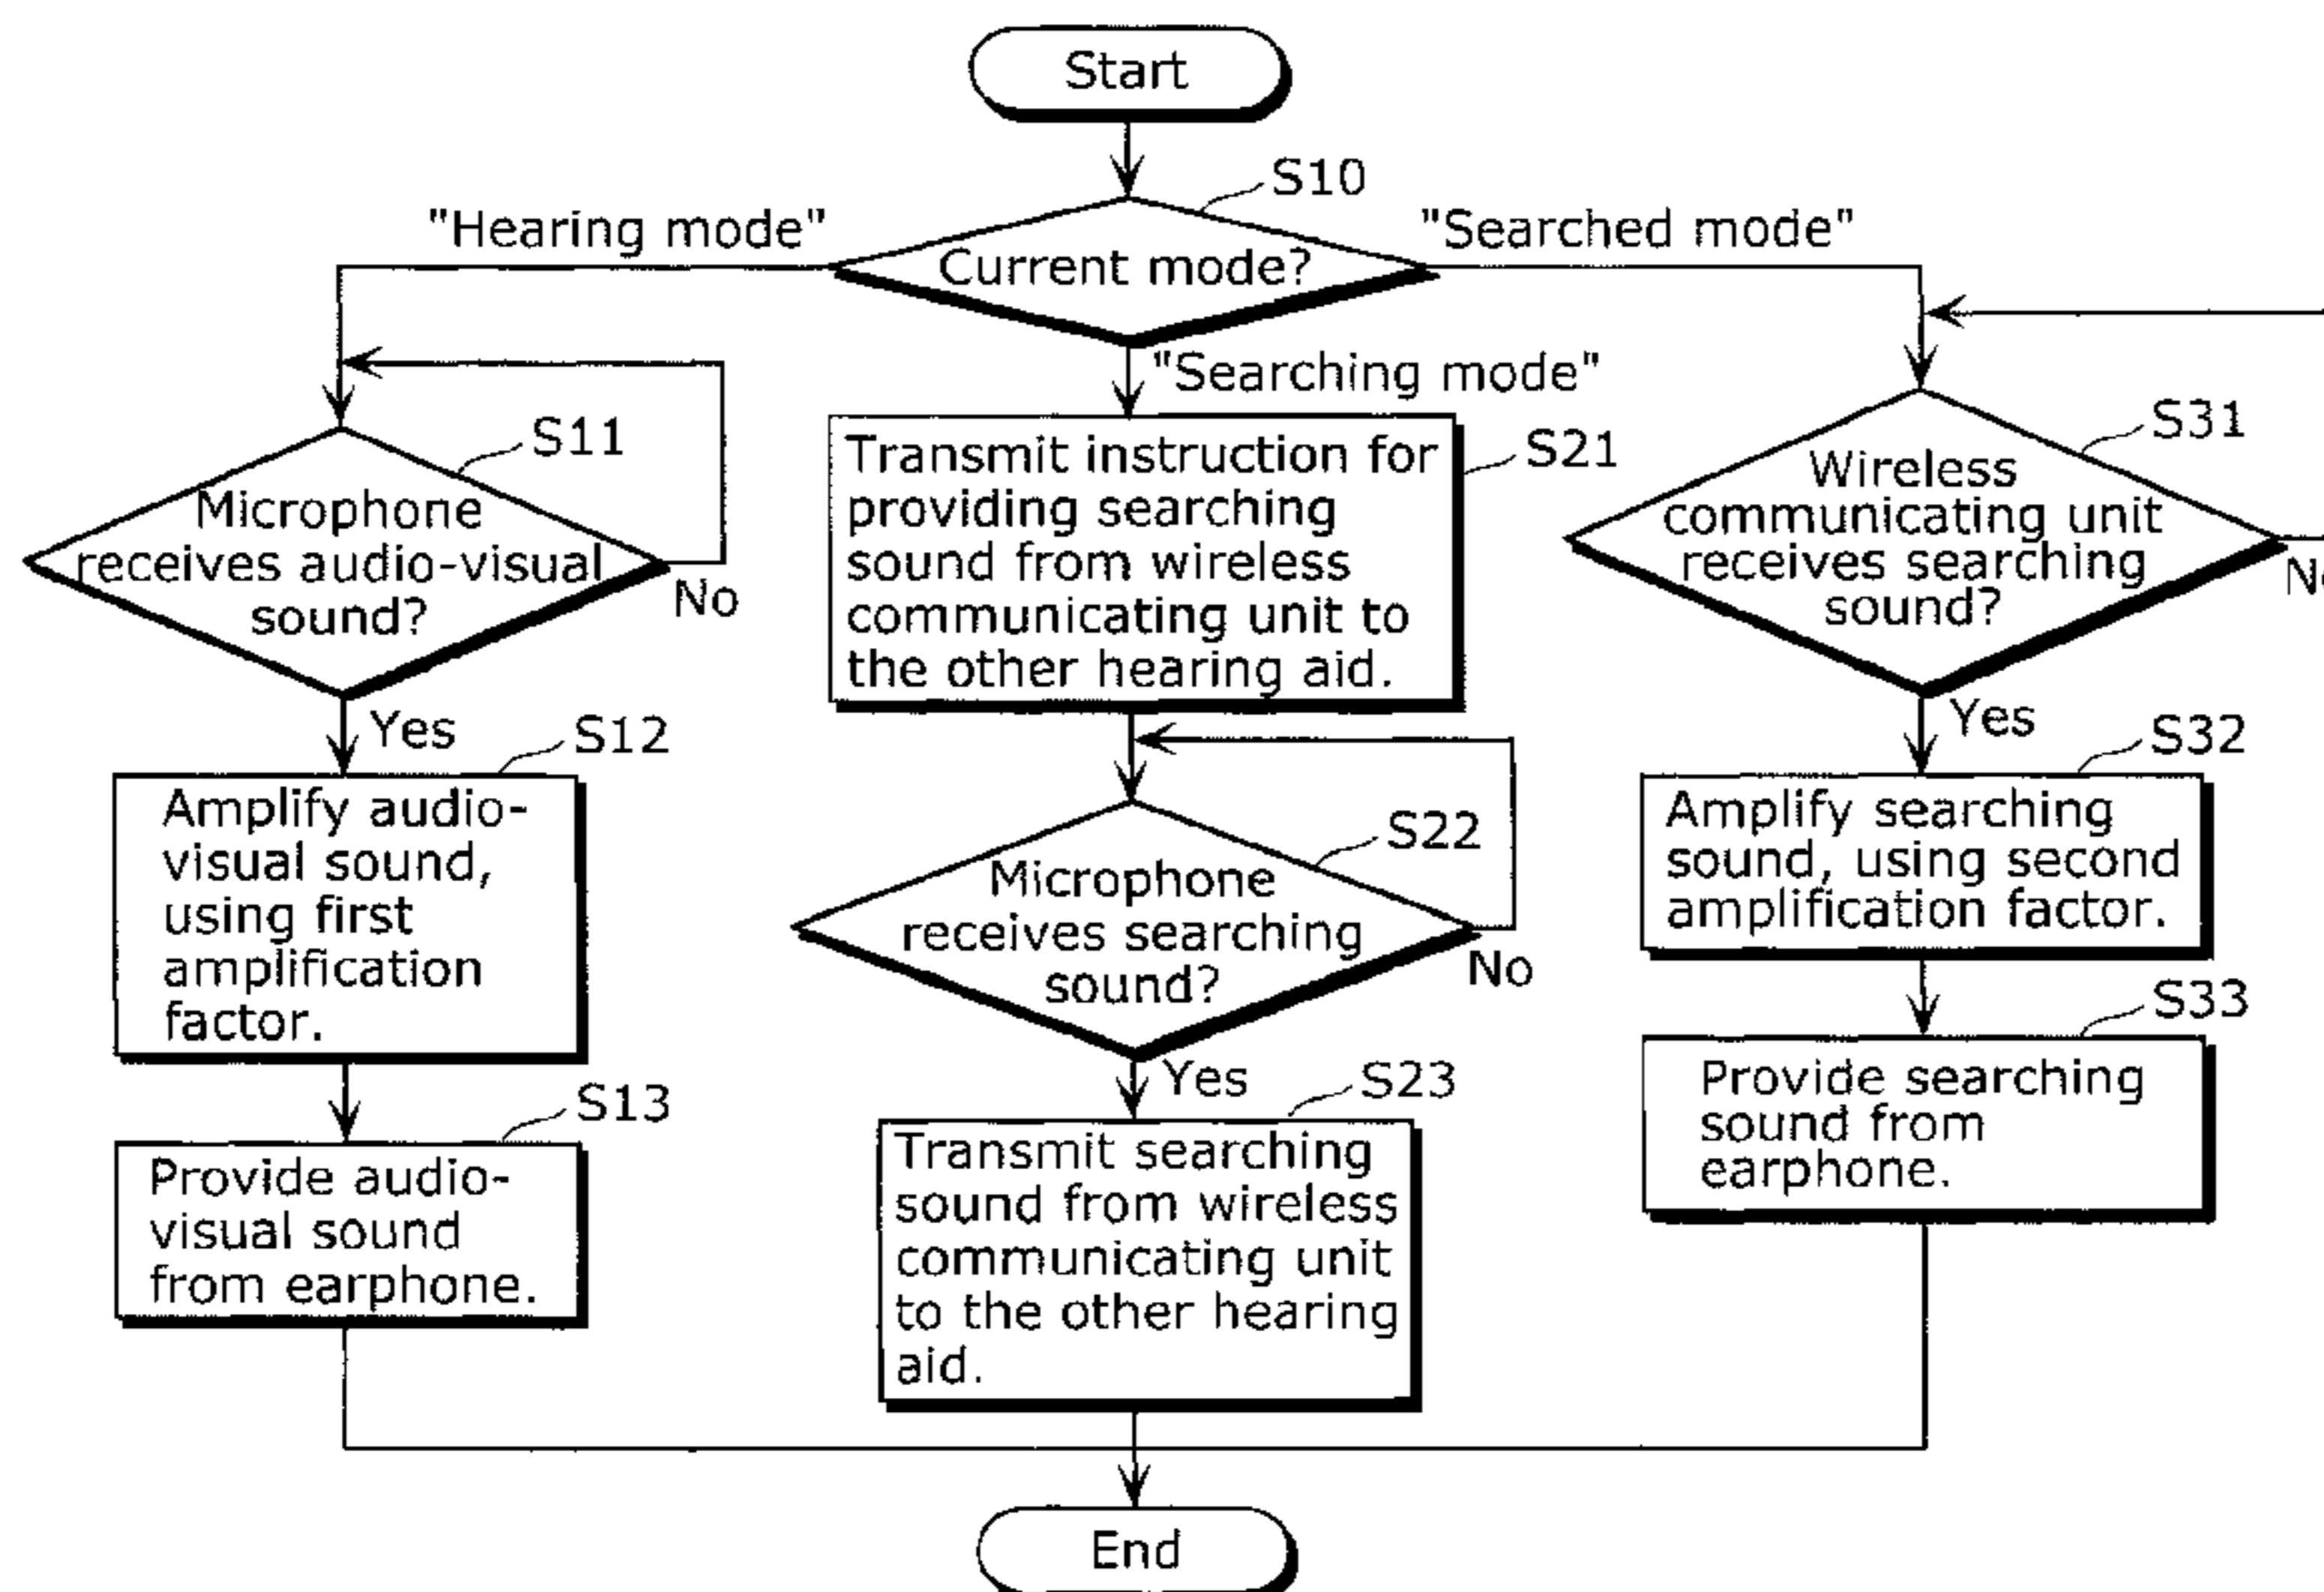 Start
S10
"Hearing mode"
"Searched mode"
Current mode?
"Searching mode"
S11
Microphone
receives audio-visual
sound?
No
Yes
S12
Amplify audio-
visual sound,
using first
amplification
factor.
S13
Provide audio-
visual sound
from earphone.
S21
Transmit instruction for
providing searching
sound from wireless
communicating unit to
the other hearing aid.
S22
Microphone
receives searching
sound?
No
Yes
S23
Transmit searching
sound from wireless
communicating unit
to the other hearing
aid.
S31
Wireless
communicating unit
receives searching
sound?
Yes
S32
Amplify searching
sound, using second
amplification factor.
S33
Provide searching
sound from
earphone.
End